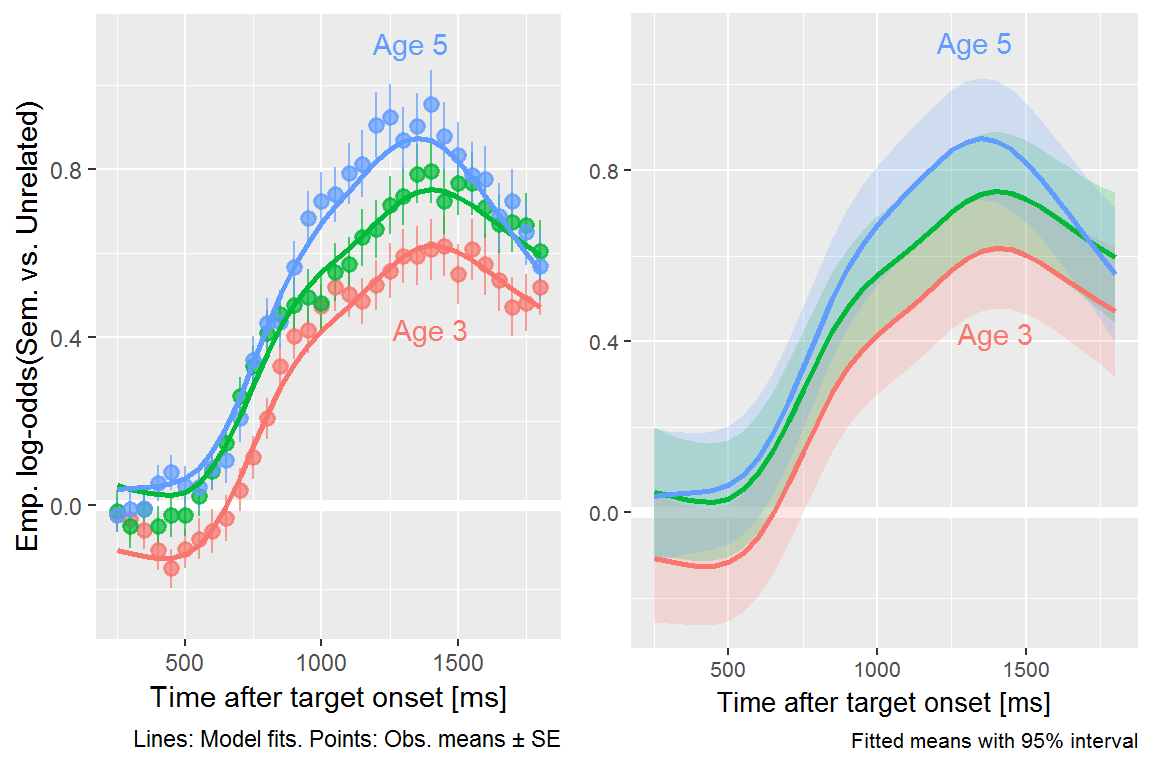 Age 5
Age 3
Emp. log-odds(Sem. vs. Unrelated)
0.8
0.4
0.0
500 1000 1500
Time after target onset [ms]
Lines: Model fits. Points: Obs. means ± SE
Age 5
Age 3
0.8
0.4
0.0
500 1000 1500
Time after target onset [ms]
Fitted means with 95% interval